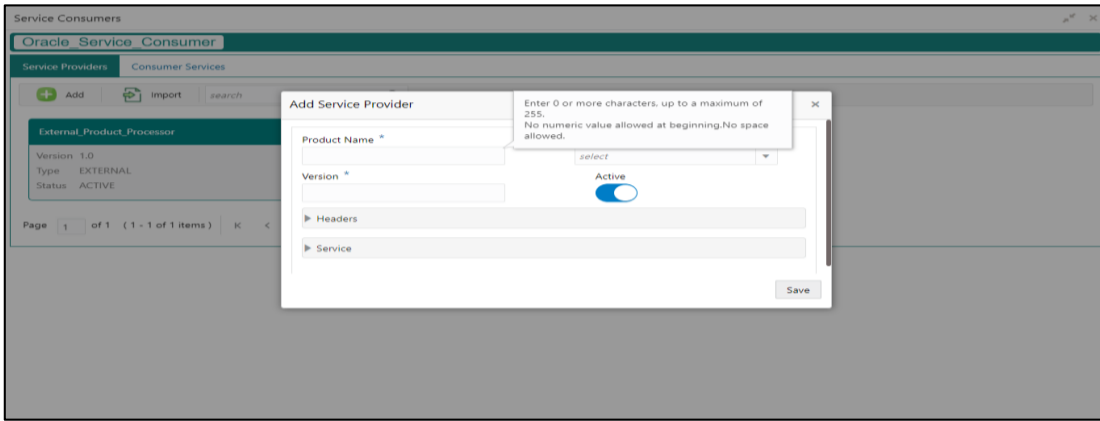 Service Consumers
Oracle_Service_Consumer
Service Providers Consumer Services
Add Import search
External_Product_Processor
Version 1.0
Type EXTERNAL
Status ACTIVE
Page 1 of 1 ( 1 - 1 of 1 items )
Add Service Provider
Enter 0 or more characters, up to a maximum of
255.
No numeric value allowed at beginning.No space
allowed.
Product Name *
select
Version *
Active
Headers
Service
Save